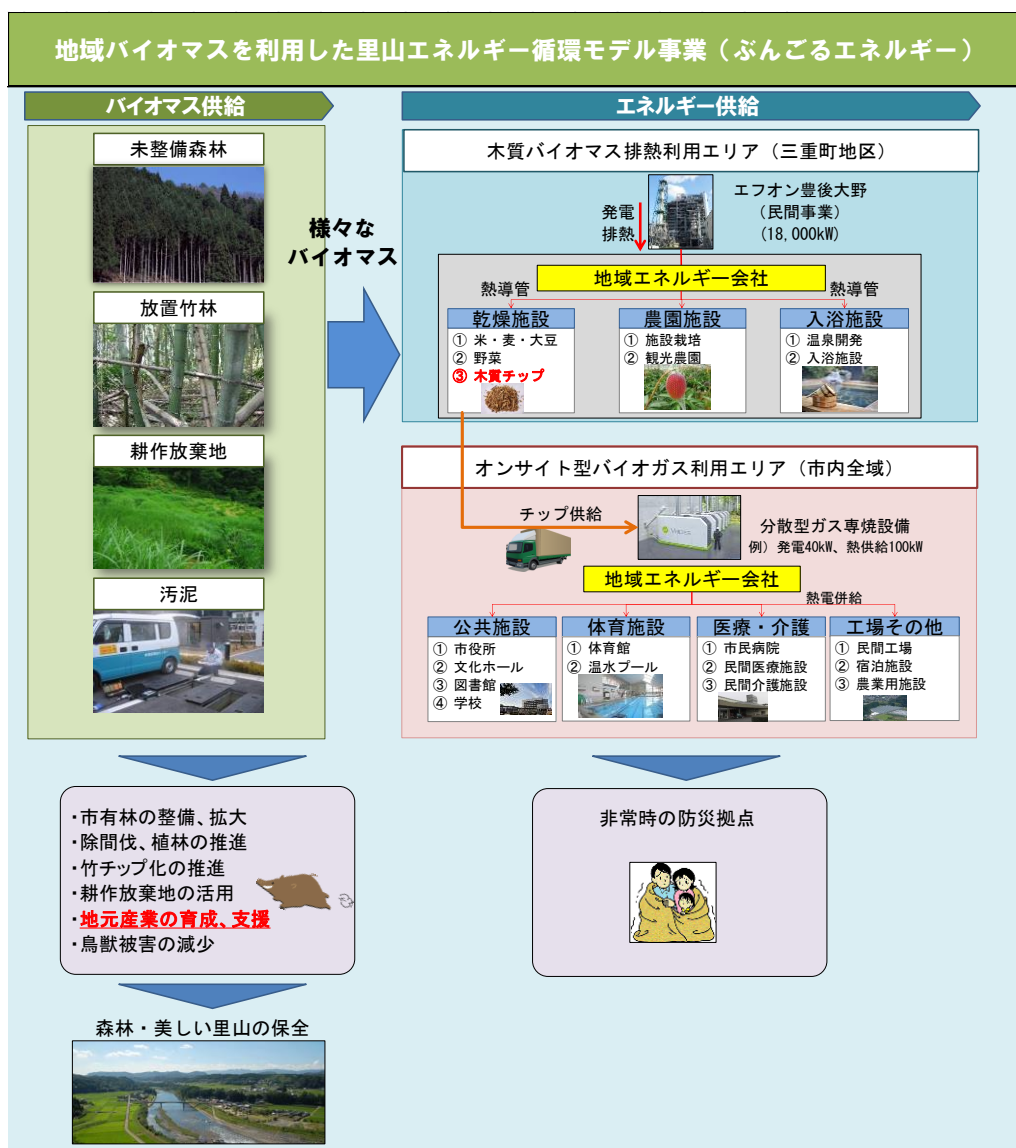 地域バイオマスを利用した里山エネルギー循環モデル事業（ぶんごるエネルギー）
バイオマス供給
未整備森林
放置竹林
耕作放棄地
汚泥
様々な
バイオマス
エネルギー供給
木質バイオマス排熱利用エリア（三重町地区）
発電
排熱
エフオン豊後大野
（民間事業）
(18,000kW)
地域エネルギー会社
熱導管
熱導管
乾燥施設
① 米・麦・大豆
② 野菜
③ 木質チップ
農園施設
① 施設栽培
② 観光農園
入浴施設
① 温泉開発
② 入浴施設
オンサイト型バイオガス利用エリア（市内全域）
チップ供給
分散型ガス専焼設備
例）発電40kW、熱供給100kW
地域エネルギー会社
熱電併給
公共施設
① 市役所
② 文化ホール
③ 図書館
④ 学校
体育施設
① 体育館
② 温水プール
医療・介護
① 市民病院
② 民間医療施設
③ 民間介護施設
工場その他
① 民間工場
② 宿泊施設
③ 農業用施設
・市有林の整備、拡大
・除間伐、植林の推進
・竹チップ化の推進
・耕作放棄地の活用
・地元産業の育成、支援
・鳥獣被害の減少
森林・美しい里山の保全
非常時の防災拠点